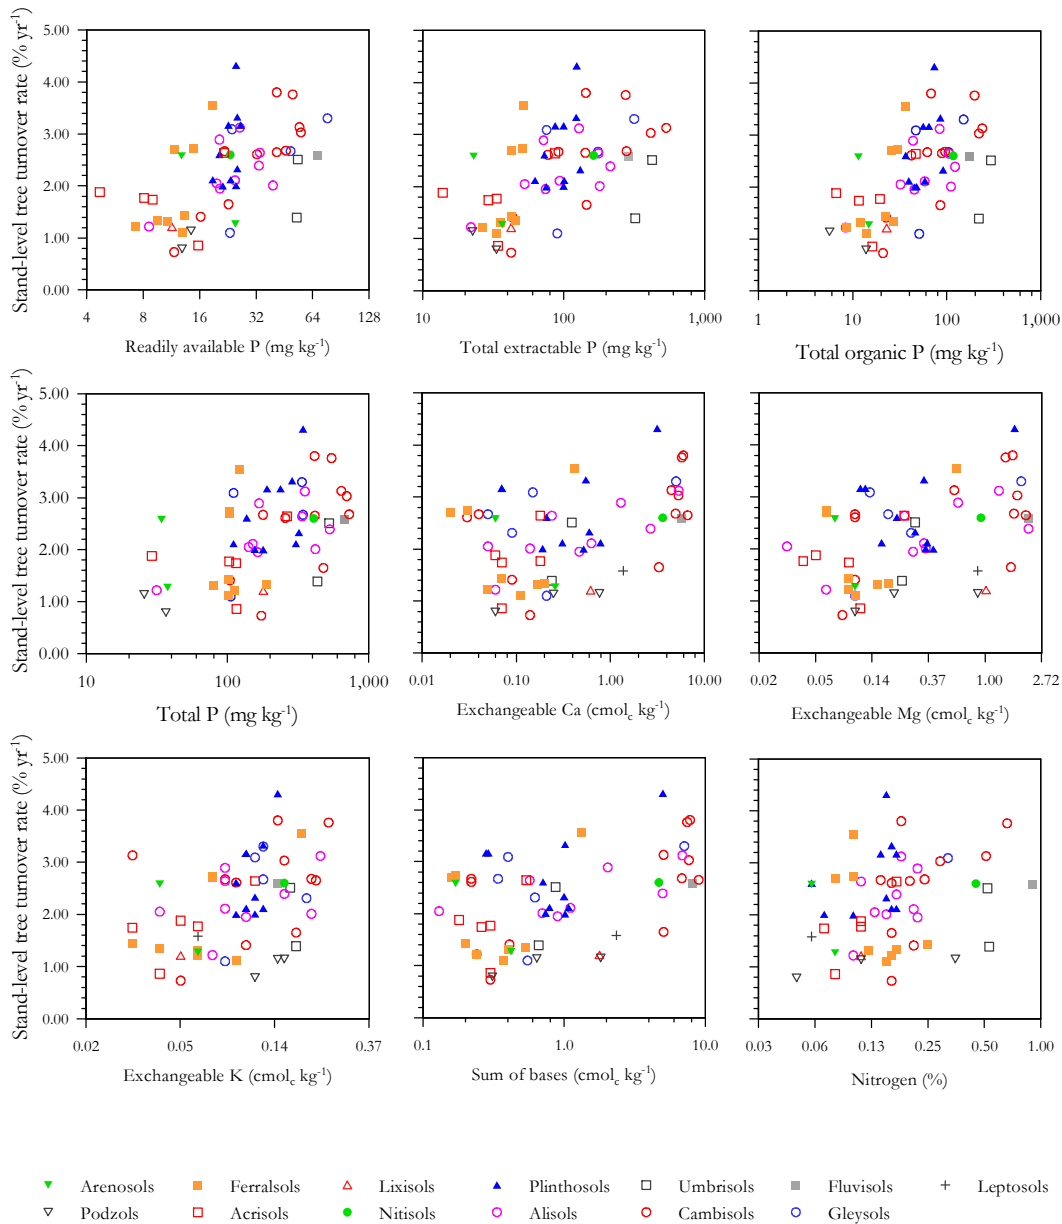 Stand-level tree turnover rate (% yr-1)
5.00
4.00
3.00
2.00
1.00
0.00
4 8 16 32 64 128
Readily available P (mg kg-1)
10 100 1,000
Total extractable P (mg kg-1)
1 10 100 1,000
Total organic P (mg kg-1)
Stand-level tree turnover rate (% yr-1)
5.00
4.00
3.00
2.00
1.00
0.00
10 100 1,000
Total P (mg kg-1)
0.01 0.10 1.00 10.00
Exchangeable Ca (cmolc kg-1)
0.02 0.05 0.14 0.37 1.00 2.72
Exchangeable Mg (cmolc kg-1)
Stand-level tree turnover rate (% yr-1)
5.00
4.00
3.00
2.00
1.00
0.00
0.02 0.05 0.14 0.37
Exchangeable K (cmolc kg-1)
0.1 1.0 10.0
Sum of bases (cmolc kg-1)
0.03 0.06 0.13 0.25 0.50 1.00
Nitrogen (%)
Arenosols Ferralsols Lixisols Plinthosols Umbrisols Fluvisols Leptosols
Podzols Acrisols Nitisols Alisols Cambisols Gleysols